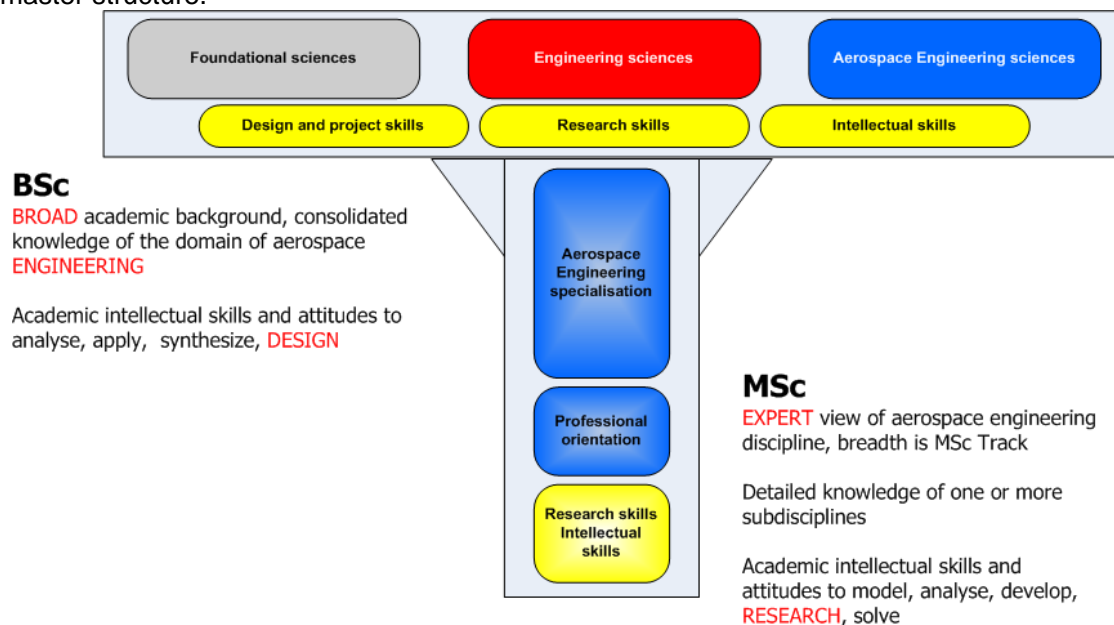 master structure.
Foundational sciences
Engineering sciences
Aerospace Engineering sciences
Design and project skills
Research skills
Intellectual skills
BSc
BROAD academic background, consolidated
knowledge of the domain of aerospace
ENGINEERING
Academic intellectual skills and attitudes to
analyse, apply, synthesize, DESIGN
Aerospace
Engineering
specialisation
Professional
orientation
Research skills
Intellectual
skills
MSc
EXPERT view of aerospace engineering
discipline, breadth is MSc Track
Detailed knowledge of one or more
subdisciplines
Academic intellectual skills and
attitudes to model, analyse, develop,
RESEARCH, solve